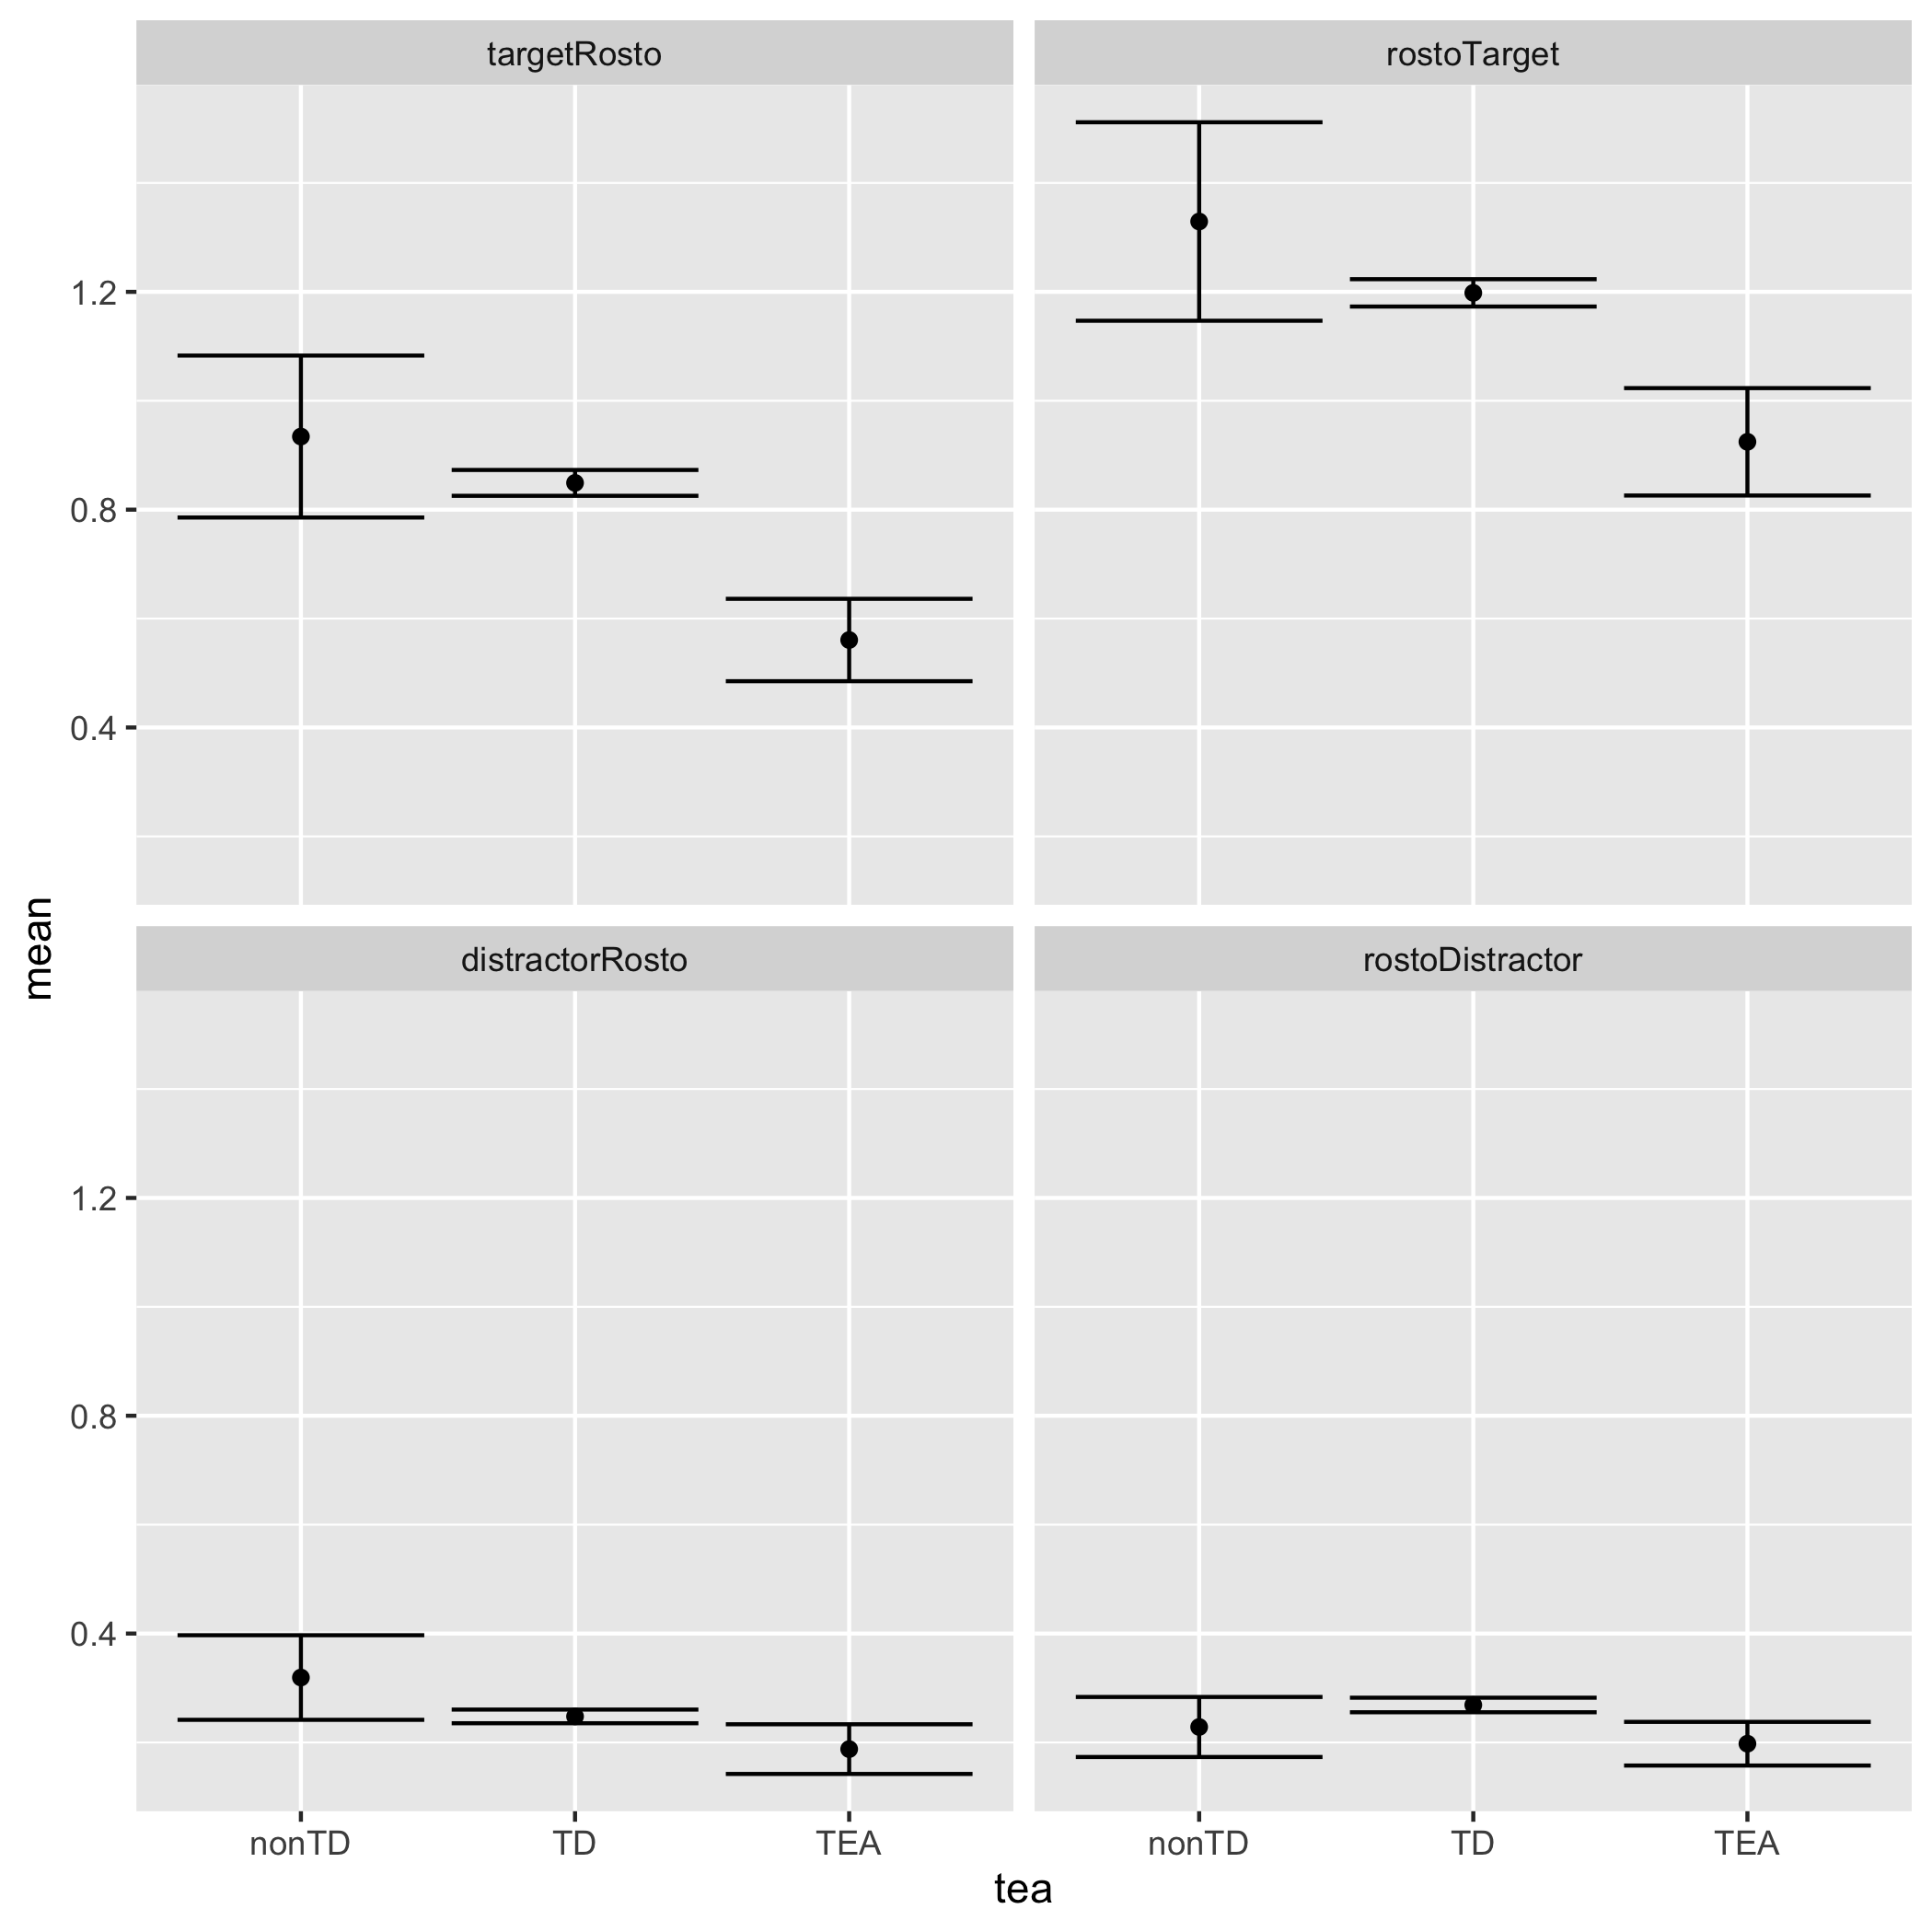 targetRosto
rostoTarget
1.2
0.8
0.4
mean
distractorRosto
rostoDistractor
1.2
0.8
0.4
nonTD TD TEA
nonTD TD TEA
tea